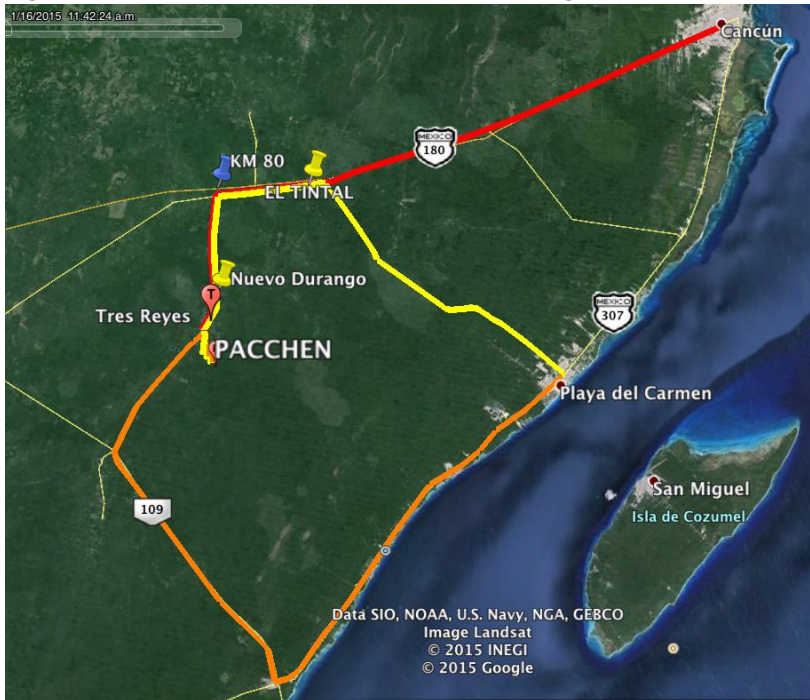 1/16/2015 11:42:24 a.m.
Cancún
MEXICO
180
KM 80
EL TINTAL
Nuevo Durango
MEXICO
307
Tres Reyes
T
PACCHEN
Playa del Carmen
San Miguel
109
Isla de Cozumel
Data SIO, NOAA, U.S. Navy, NGA, GEBCO
Image Landsat
© 2015 INEGI
© 2015 Google